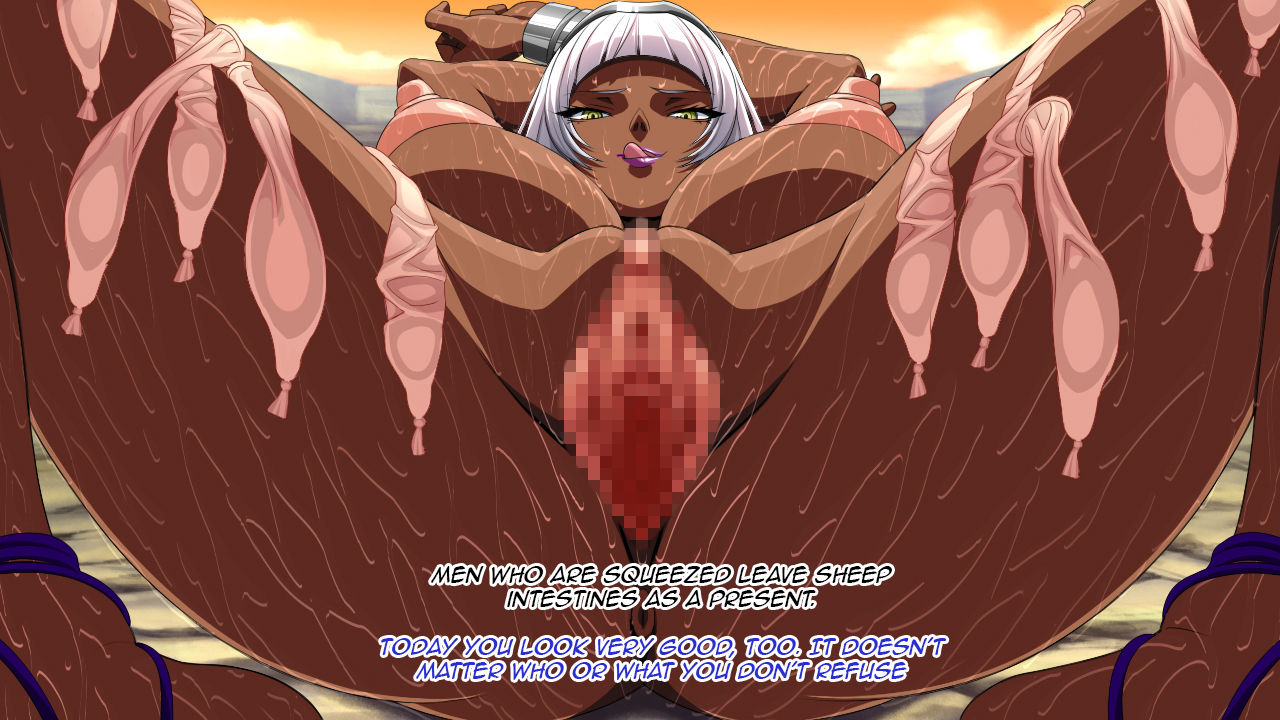 MEN WHO ARE SQUEEZED LEAVE SHEEP
INTESTINES AS A PRESENT.
TODAY YOU LOOK VERY GOOD, TOO. IT DOESN'T
MATTER WHO OR WHAT YOU DON'T REFUSE